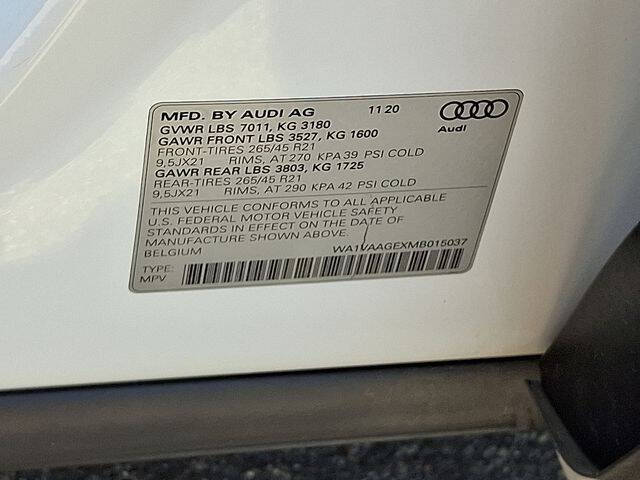 MFD. BY AUDI AG 11 20
GVWR LBS 7011, KG 3180
GAWR FRONT LBS 3527, KG 1600
FRONT-TIRES 265/45 R21
9,5JX21 RIMS, AT 270 KPA 39 PSI COLD
GAWR REAR LBS 3803, KG 1725
REAR-TIRES 265/45 R21
9,5JX21 RIMS, AT 290 KPA 42 PSI COLD
Audi
THIS VEHICLE CONFORMS TO ALL APPLICABLE
U.S. FEDERAL MOTOR VEHICLE SAFETY
STANDARDS IN EFFECT ON THE DATE OF
MANUFACTURE SHOWN ABOVE.
BELGIUM WA1VAAGEXMB015037
TYPE:
MPV